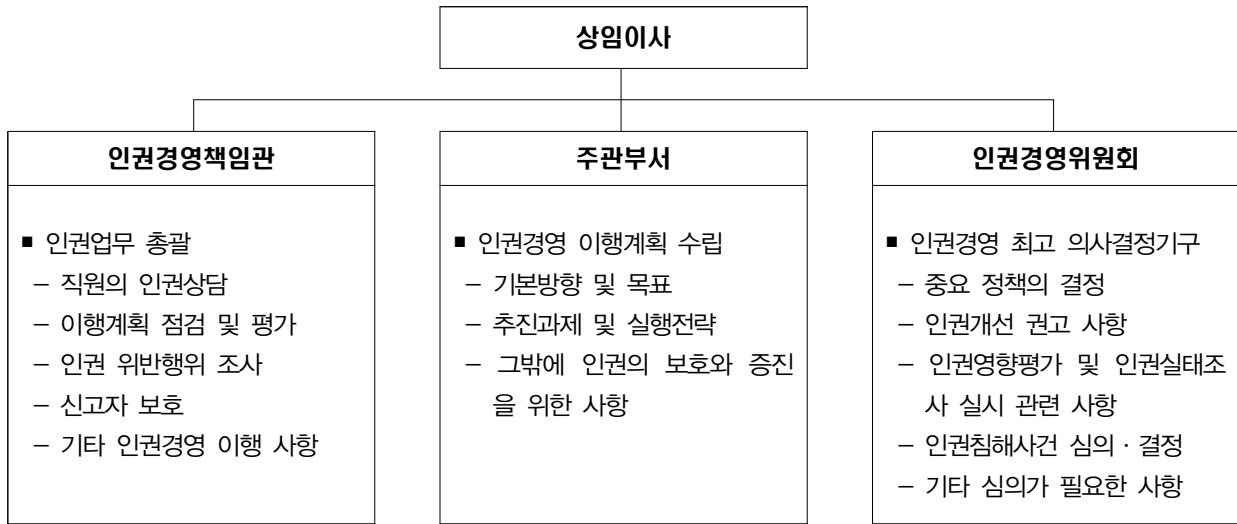 상임이사
인권경영책임관
■ 인권업무 총괄
– 직원의 인권상담
– 이행계획 점검 및 평가
– 인권 위반행위 조사
– 신고자 보호
– 기타 인권경영 이행 사항
주관부서
■ 인권경영 이행계획 수립
– 기본방향 및 목표
– 추진과제 및 실행전략
– 그밖에 인권의 보호와 증진
을 위한 사항
인권경영위원회
■ 인권경영 최고 의사결정기구
– 중요 정책의 결정
– 인권개선 권고 사항
– 인권영향평가 및 인권실태조
사 실시 관련 사항
– 인권침해사건 심의 · 결정
– 기타 심의가 필요한 사항